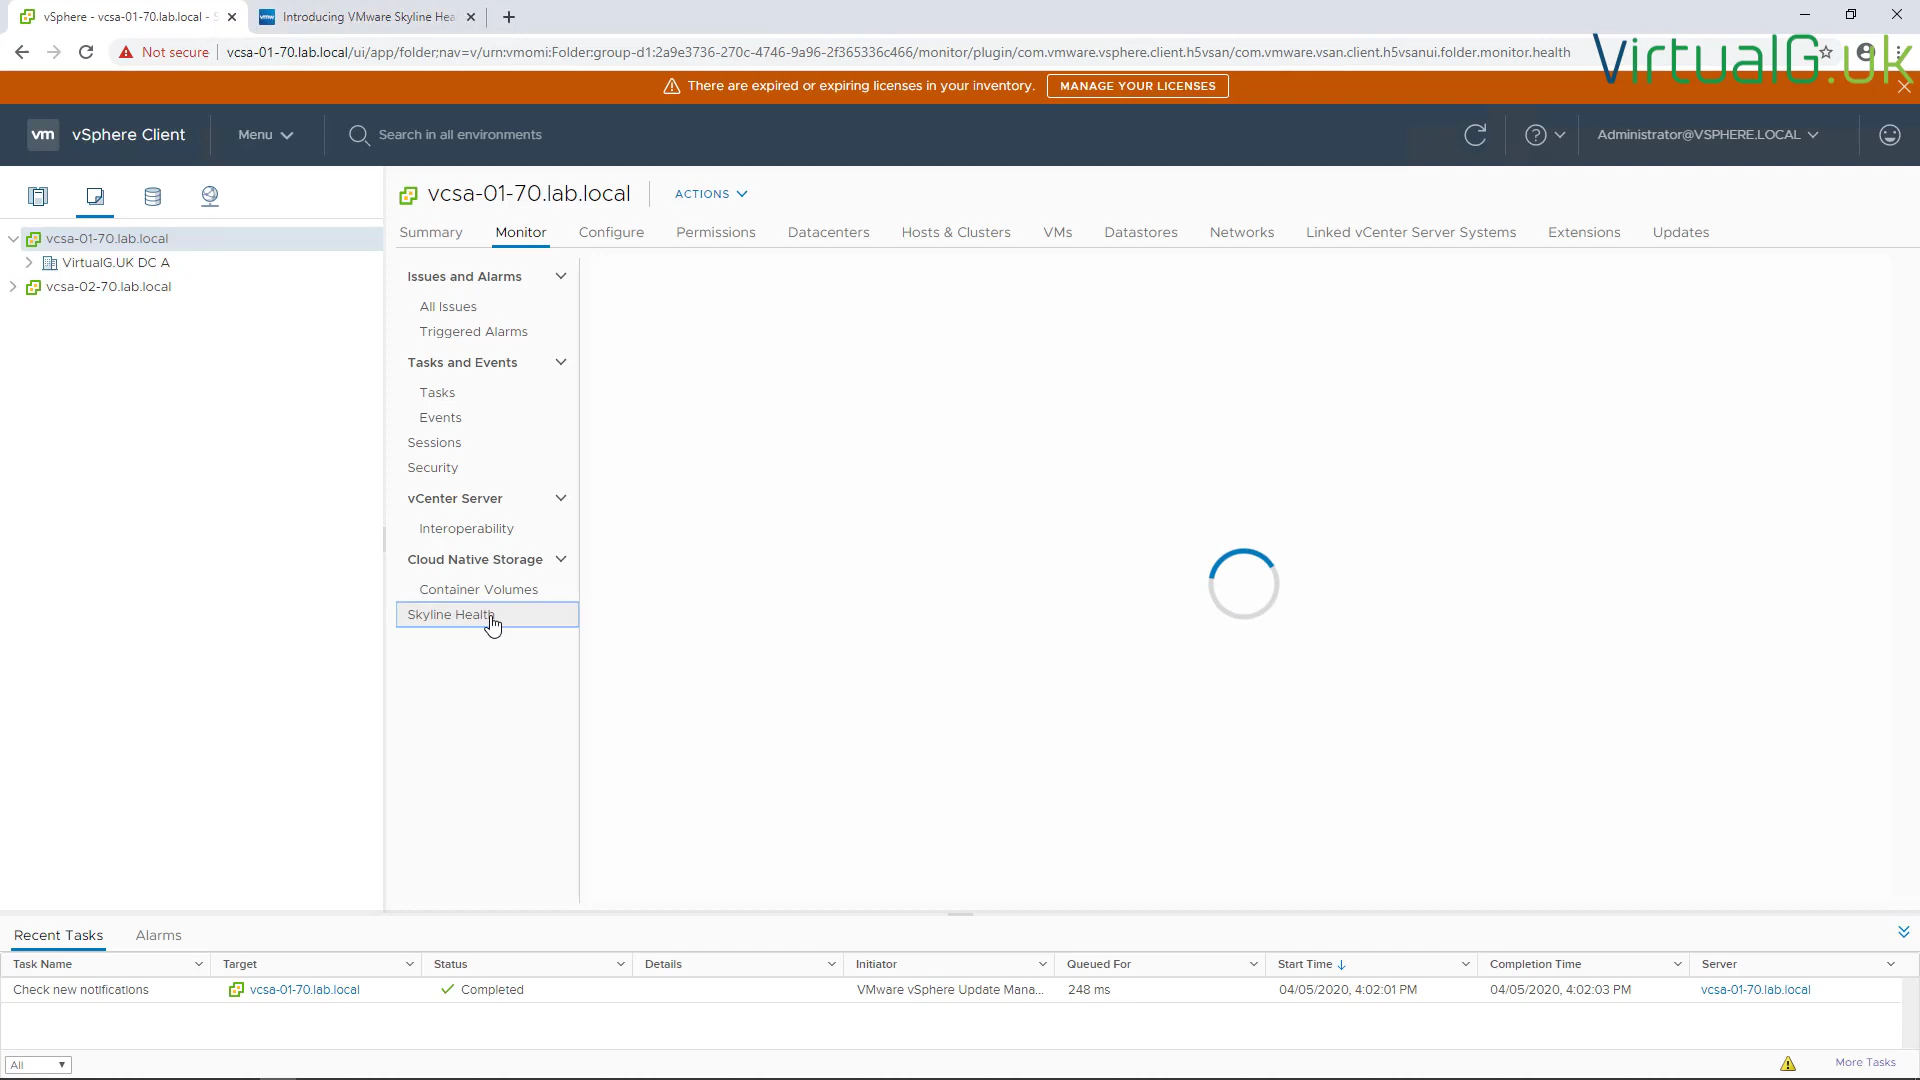 vSphere - vcsa-01-70.lab.local -
Introducing VMware Skyline Hea
Not secure
vcsa-01-70.lab.local/ui/app/folder;nav=v/urn:vmomi:Folder:group-d1:2a9e3736-270c-4746-9a96-2f365336c466/monitor/plugin/com.vmware.vsphere.client.h5vsan/com.vmware.vsan.client.h5vsanui.folder.monitor.health
VirtualG.uk
There are expired or expiring licenses in your inventory.
MANAGE YOUR LICENSES
vm
vSphere Client
Menu
Search in all environments
Administrator@VSPHERE.LOCAL
vcsa-01-70.lab.local
VirtualG.UK DC A
vcsa-02-70.lab.local
vcsa-01-70.lab.local
ACTIONS
Summary Monitor Configure Permissions Datacenters Hosts & Clusters VMs Datastores Networks Linked vCenter Server Systems Extensions Updates
Issues and Alarms
All Issues
Triggered Alarms
Tasks and Events
Tasks
Events
Sessions
Security
vCenter Server
Interoperability
Cloud Native Storage
Container Volumes
Skyline Health
Recent Tasks Alarms
Task Name Target Status Details Initiator Queued For Start Time Completion Time Server
Check new notifications vcsa-01-70.lab.local Completed VMware vSphere Update Mana... 248 ms 04/05/2020, 4:02:01 PM 04/05/2020, 4:02:03 PM vcsa-01-70.lab.local
All
More Tasks